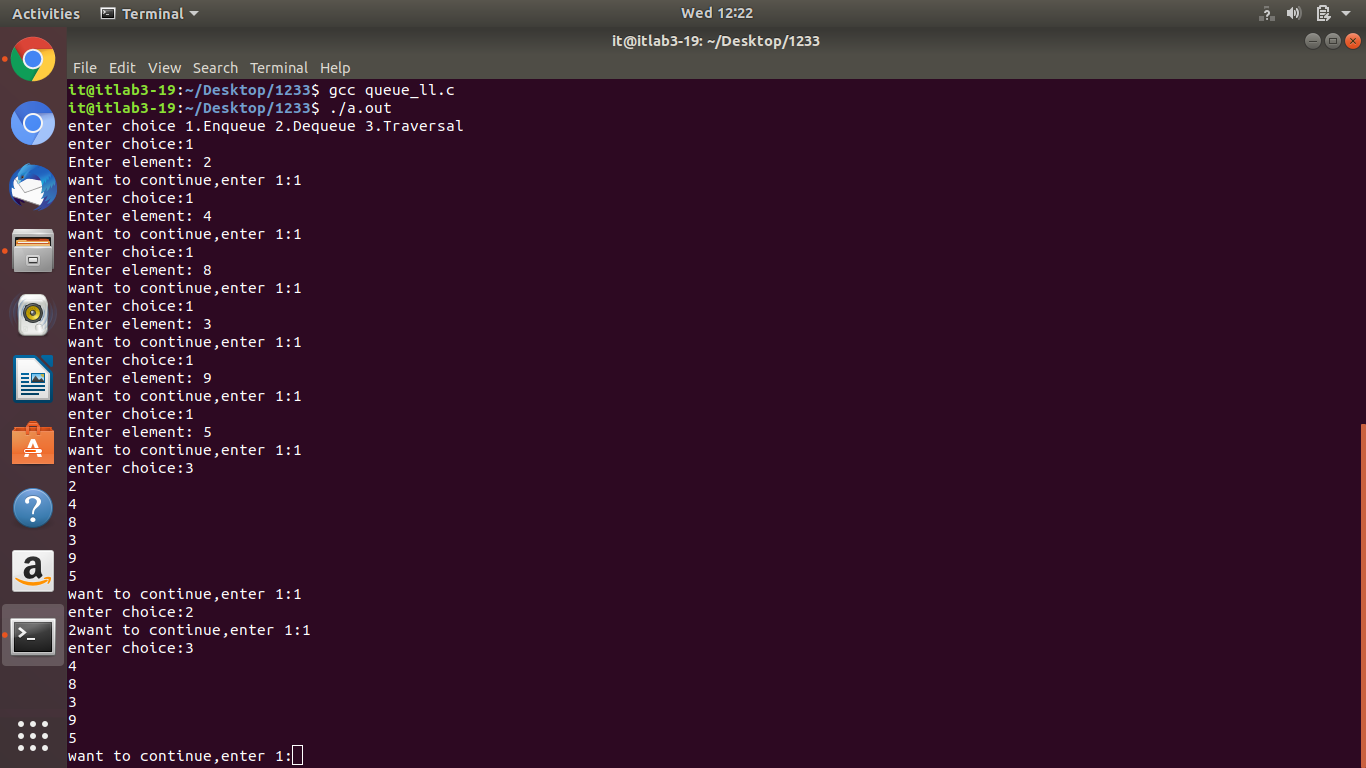 Activities Terminal Wed 12:22
it@itlab3-19: ~/Desktop/1233
File Edit View Search Terminal Help
it@itlab3-19:~/Desktop/1233$ gcc queue_ll.c
it@itlab3-19:~/Desktop/1233$ ./a.out
enter choice 1.Enqueue 2.Dequeue 3.Traversal
enter choice:1
Enter element: 2
want to continue,enter 1:1
enter choice:1
Enter element: 4
want to continue,enter 1:1
enter choice:1
Enter element: 8
want to continue,enter 1:1
enter choice:1
Enter element: 3
want to continue,enter 1:1
enter choice:1
Enter element: 9
want to continue,enter 1:1
enter choice:1
Enter element: 5
want to continue,enter 1:1
enter choice:3
2
4
8
3
9
5
want to continue,enter 1:1
enter choice:2
2want to continue,enter 1:1
enter choice:3
4
8
3
9
5
want to continue,enter 1: